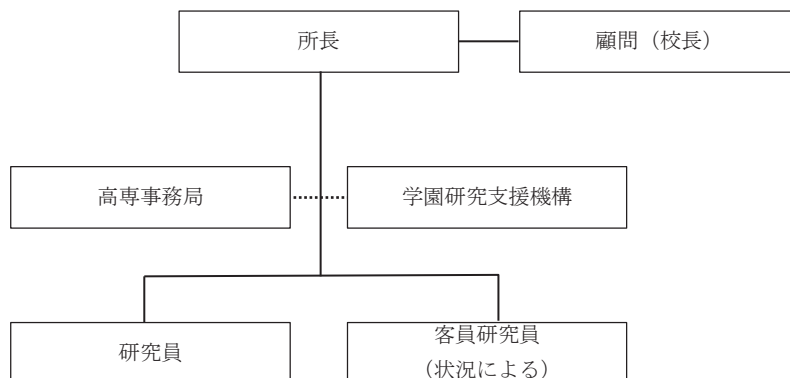 所長
顧問（校長）
高専事務局
学園研究支援機構
研究員
客員研究員
（状況による）